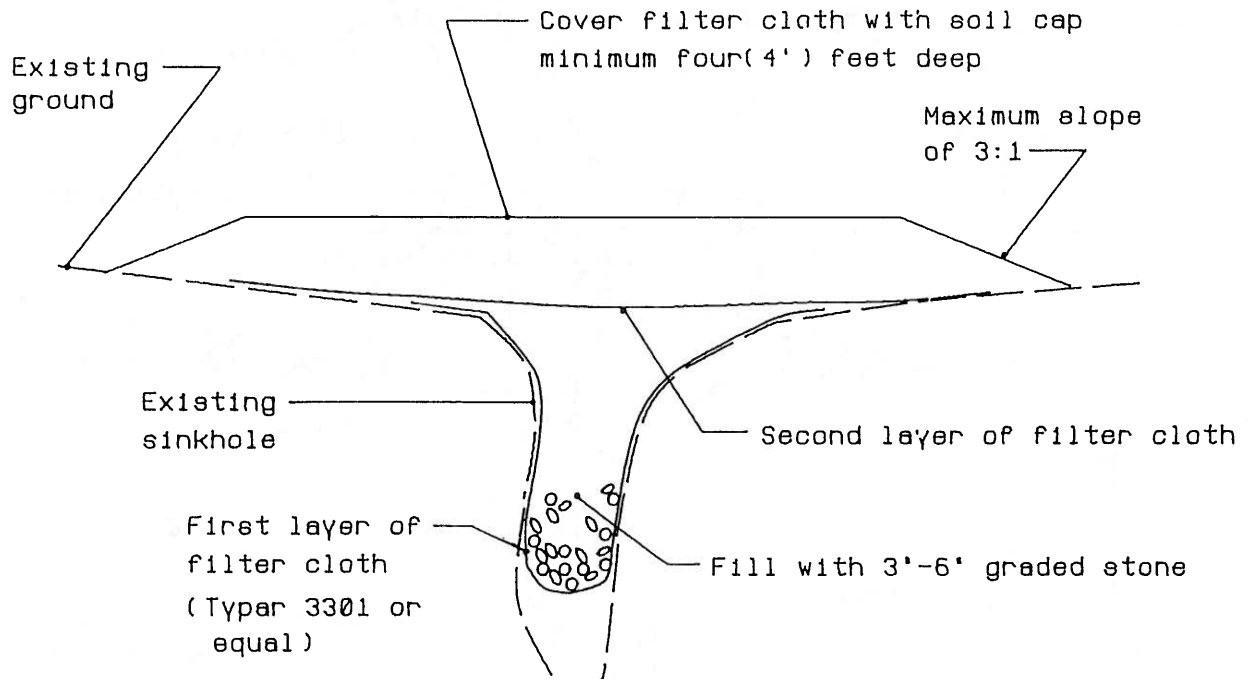 Cover filter cloth with soil cap
minimum four(4') feet deep
Existing
ground
Maximum slope
of 3:1
Existing
sinkhole
Second layer of filter cloth
First layer of
filter cloth
(Typar 3301 or
equal)
Fill with 3'-6' graded stone